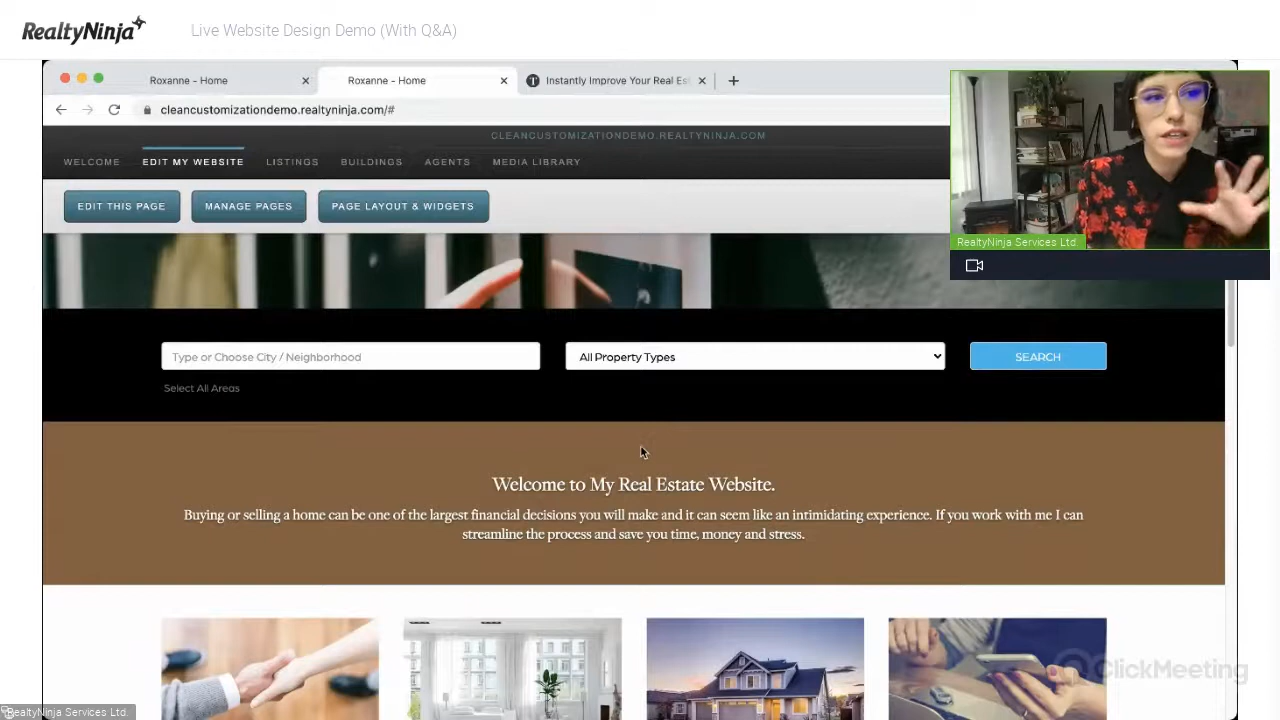 RealtyNinja
Live Website Design Demo (With Q&A)
Roxanne - Home
Roxanne - Home
Instantly Improve Your Real Est
cleancustomizationdemo.realtyninja.com/#
CLEANCUSTOMIZATIONDEMO.REALTYNINJA.COM
WELCOME EDIT MY WEBSITE LISTINGS BUILDINGS AGENTS MEDIA LIBRARY
EDIT THIS PAGE MANAGE PAGES PAGE LAYOUT & WIDGETS
RealtyNinja Services Ltd.
Type or Choose City / Neighborhood
All Property Types
SEARCH
Select All Areas
Welcome to My Real Estate Website.
Buying or selling a home can be one of the largest financial decisions you will make and it can seem like an intimidating experience. If you work with me I can
streamline the process and save you time, money and stress.
ClickMeeting
RealtyNinja Services Ltd.